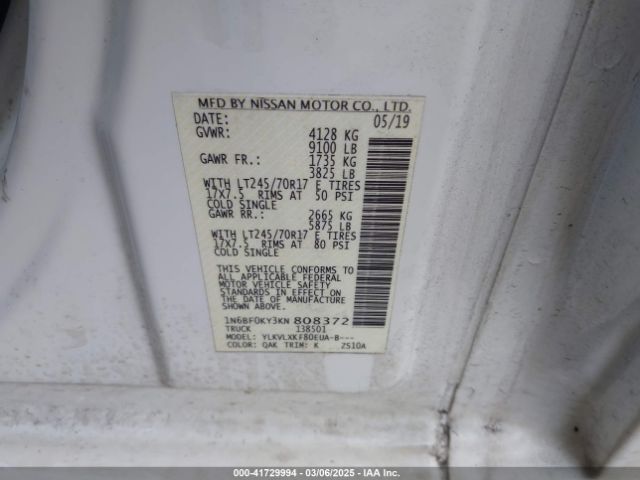 MFD BY NISSAN MOTOR CO., LTD.
DATE: 05/19
GVWR: 4128 KG
9100 LB
GAWR FR.: 1735 KG
3825 LB
WITH LT245/70R17 E TIRES
17X7.5 RIMS AT 50 PSI
COLD SINGLE
GAWR RR.: 2665 KG
5875 LB
WITH LT245/70R17 E TIRES
17X7.5 RIMS AT 80 PSI
COLD SINGLE
THIS VEHICLE CONFORMS TO
ALL APPLICABLE FEDERAL
MOTOR VEHICLE SAFETY
STANDARDS IN EFFECT ON
THE DATE OF MANUFACTURE
SHOWN ABOVE.
1N6BF0KY3KN 808372
TRUCK 138501
MODEL: YLKVLXKF80EUA-B---
COLOR: QAK TRIM: K ZS10A
000-41729994 - 03/06/2025 - IAA Inc.